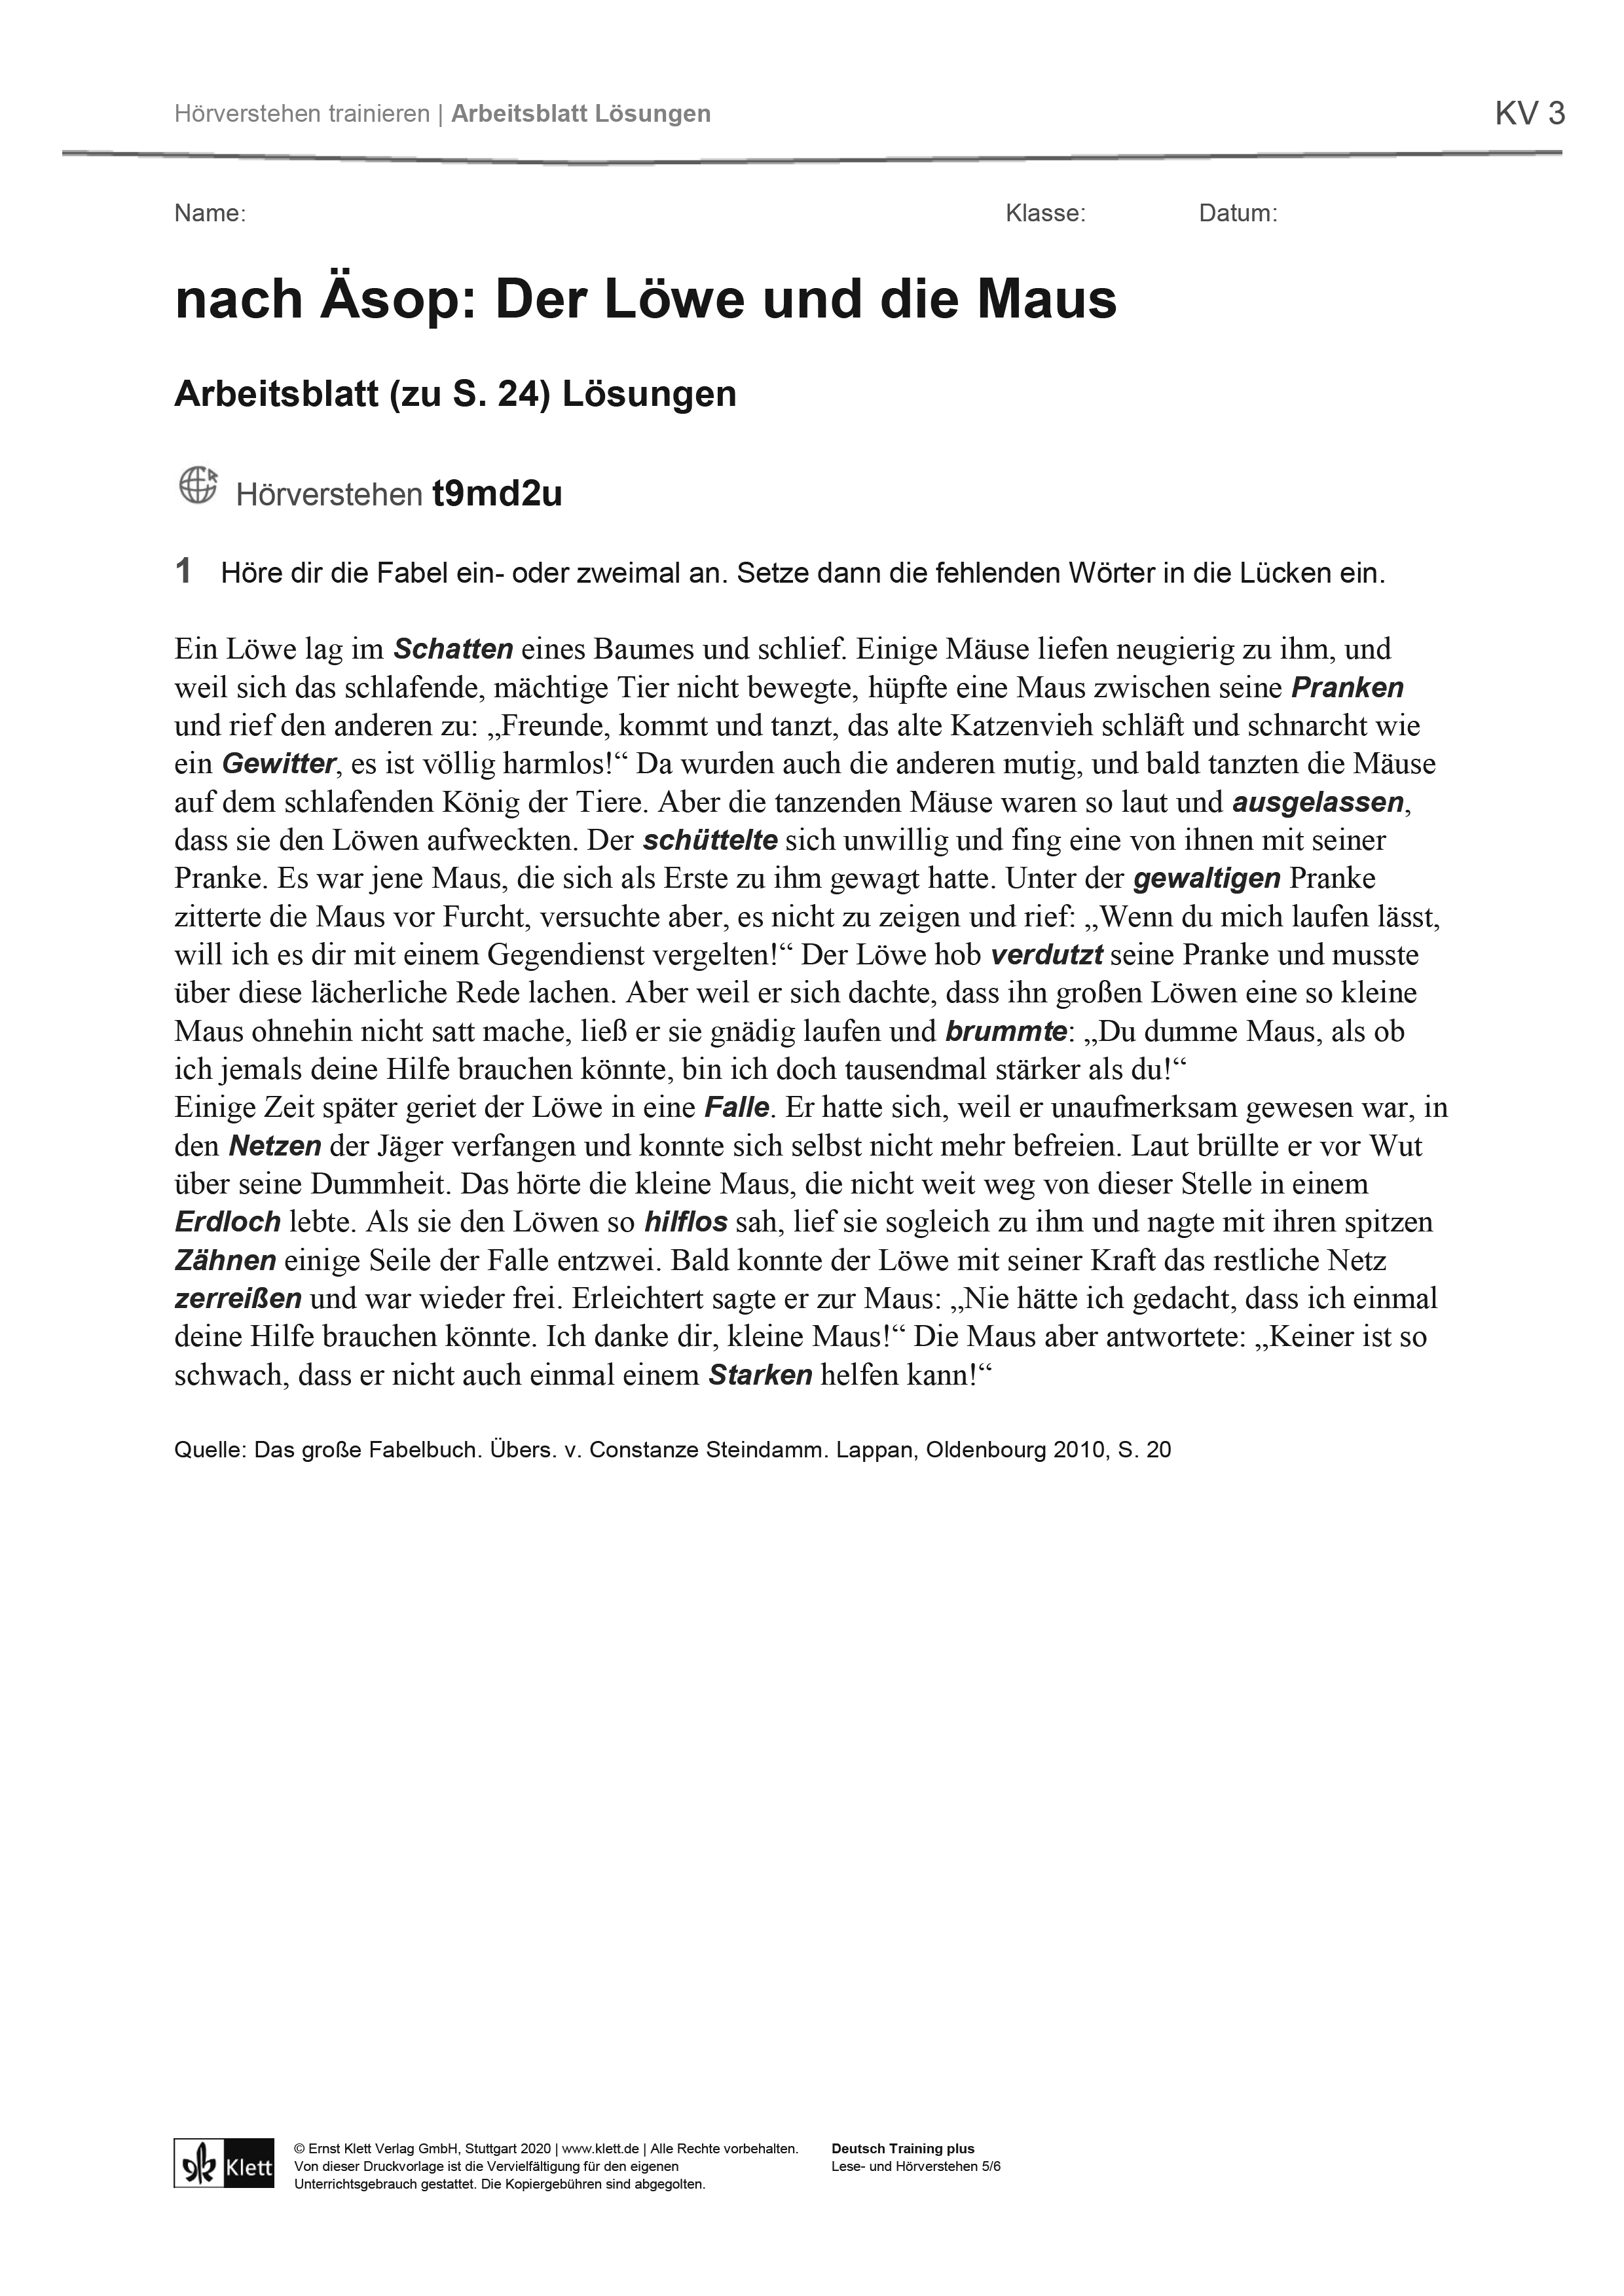 Hörverstehen trainieren | Arbeitsblatt Lösungen
KV 3
Name:
Klasse:
Datum:
nach Äsop: Der Löwe und die Maus
Arbeitsblatt (zu S. 24) Lösungen
Hörverstehen t9md2u
1 Höre dir die Fabel ein- oder zweimal an. Setze dann die fehlenden Wörter in die Lücken ein.
Ein Löwe lag im Schatten eines Baumes und schlief. Einige Mäuse liefen neugierig zu ihm, und
weil sich das schlafende, mächtige Tier nicht bewegte, hüpfte eine Maus zwischen seine Pranken
und rief den anderen zu: „Freunde, kommt und tanzt, das alte Katzenvieh schläft und schnarcht wie
ein Gewitter, es ist völlig harmlos!“ Da wurden auch die anderen mutig, und bald tanzten die Mäuse
auf dem schlafenden König der Tiere. Aber die tanzenden Mäuse waren so laut und ausgelassen,
dass sie den Löwen aufweckten. Der schüttelte sich unwillig und fing eine von ihnen mit seiner
Pranke. Es war jene Maus, die sich als Erste zu ihm gewagt hatte. Unter der gewaltigen Pranke
zitterte die Maus vor Furcht, versuchte aber, es nicht zu zeigen und rief: „Wenn du mich laufen lässt,
will ich es dir mit einem Gegendienst vergelten!“ Der Löwe hob verdutzt seine Pranke und musste
über diese lächerliche Rede lachen. Aber weil er sich dachte, dass ihn großen Löwen eine so kleine
Maus ohnehin nicht satt mache, ließ er sie gnädig laufen und brummte: „Du dumme Maus, als ob
ich jemals deine Hilfe brauchen könnte, bin ich doch tausendmal stärker als du!“
Einige Zeit später geriet der Löwe in eine Falle. Er hatte sich, weil er unaufmerksam gewesen war, in
den Netzen der Jäger verfangen und konnte sich selbst nicht mehr befreien. Laut brüllte er vor Wut
über seine Dummheit. Das hörte die kleine Maus, die nicht weit weg von dieser Stelle in einem
Erdloch lebte. Als sie den Löwen so hilflos sah, lief sie sogleich zu ihm und nagte mit ihren spitzen
Zähnen einige Seile der Falle entzwei. Bald konnte der Löwe mit seiner Kraft das restliche Netz
zerreißen und war wieder frei. Erleichtert sagte er zur Maus: „Nie hätte ich gedacht, dass ich einmal
deine Hilfe brauchen könnte. Ich danke dir, kleine Maus!“ Die Maus aber antwortete: „Keiner ist so
schwach, dass er nicht auch einmal einem Starken helfen kann!“
Quelle: Das große Fabelbuch. Übers. v. Constanze Steindamm. Lappan, Oldenbourg 2010, S. 20
Klett
© Ernst Klett Verlag GmbH, Stuttgart 2020 | www.klett.de | Alle Rechte vorbehalten.
Von dieser Druckvorlage ist die Vervielfältigung für den eigenen
Unterrichtsgebrauch gestattet. Die Kopiergebühren sind abgegolten.
Deutsch Training plus
Lese- und Hörverstehen 5/6